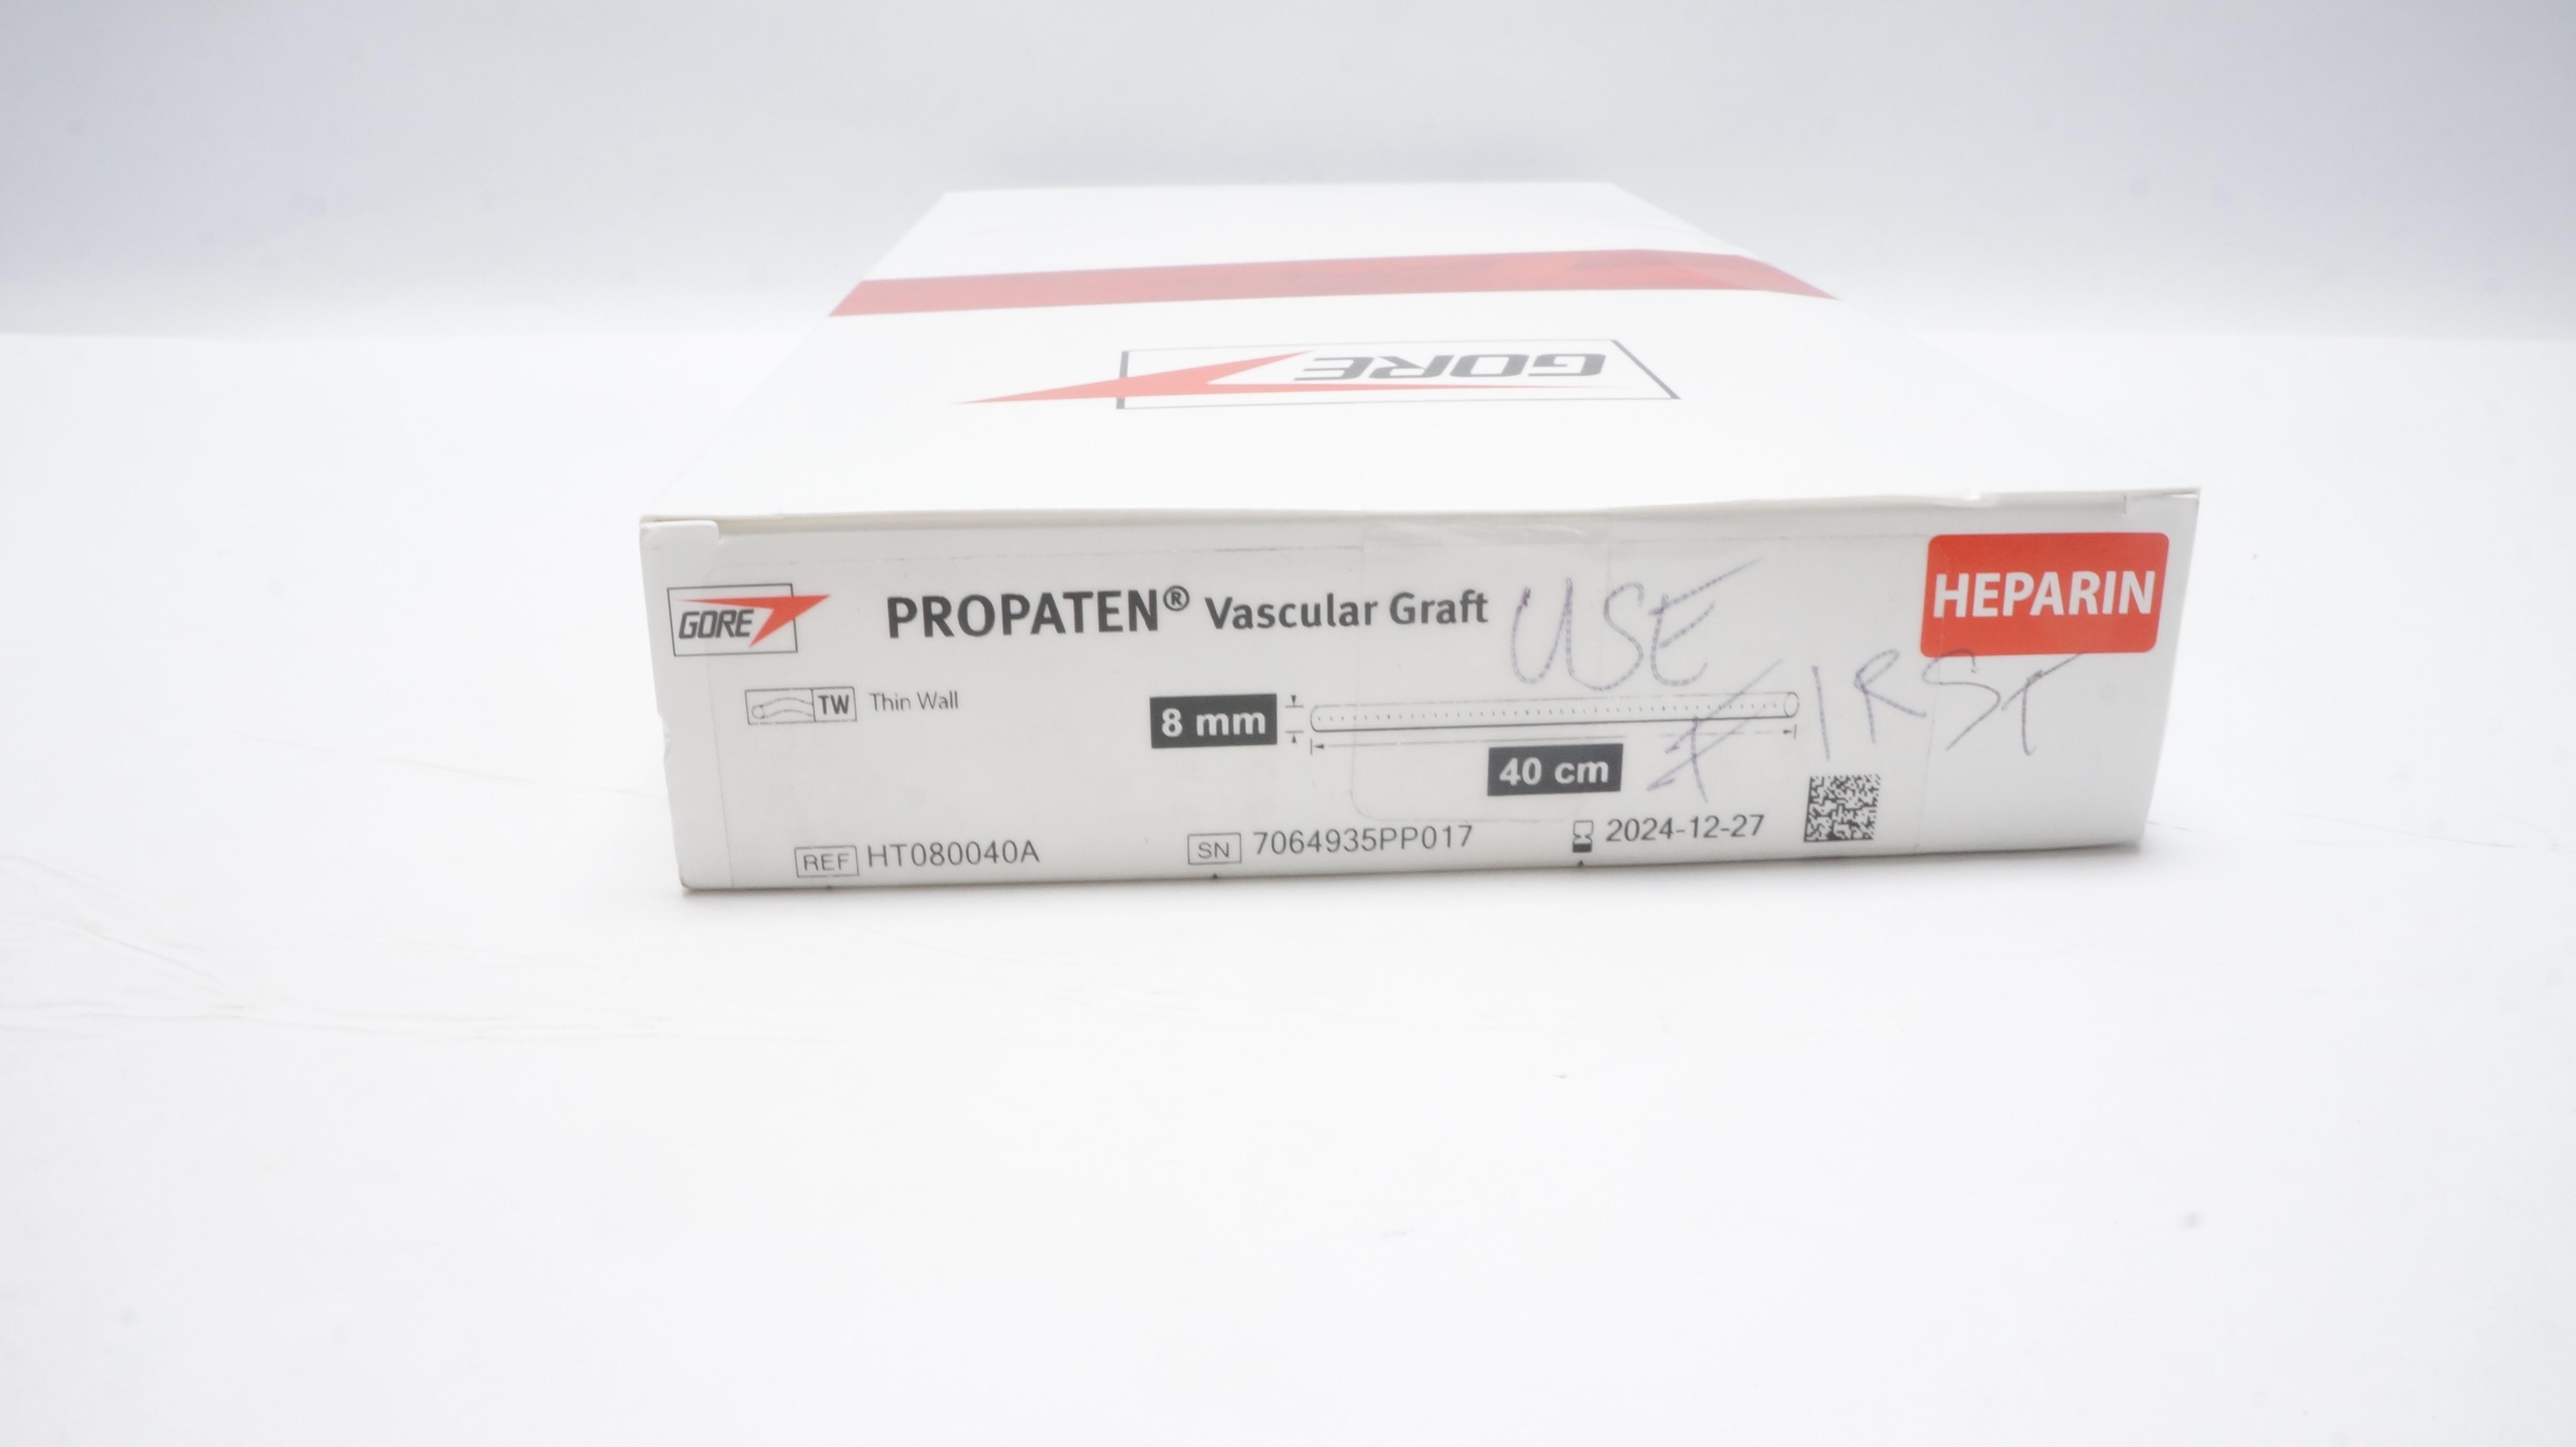 GORE
GORE
PROPATEN® Vascular Graft
USE
FIRST
HEPARIN
TW Thin Wall
8 mm
40 cm
REF HT080040A
SN 7064935PP017
2024-12-27